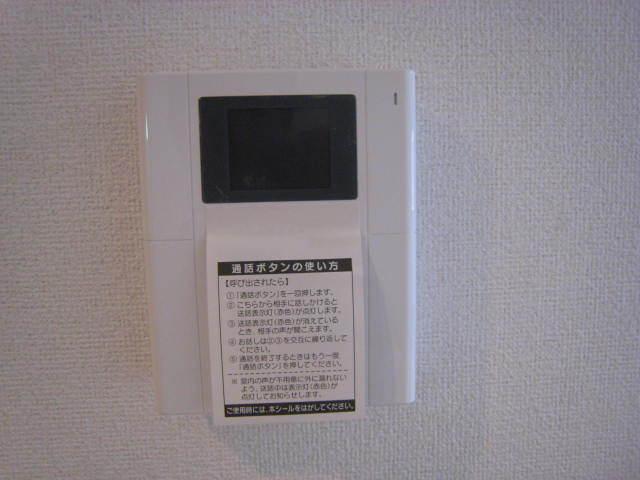 通話ボタンの使い方
【呼び出されたら】
①「通話ボタン」を一回押します。
②こちらから相手に話しかけると
送話表示灯(赤色)が点灯します。
③送話表示灯(赤色)が消えている
とき、相手の声が聞こえます。
④お話しは②③を交互に繰り返して
ください。
⑤通話を終了するときはもう一度
「通話ボタン」を押してください。
※室内の声が不用意に外に漏れない
よう、送話中は表示灯(赤色)が
点灯してお知らせします。
ご使用時には、本シールをはがしてください。